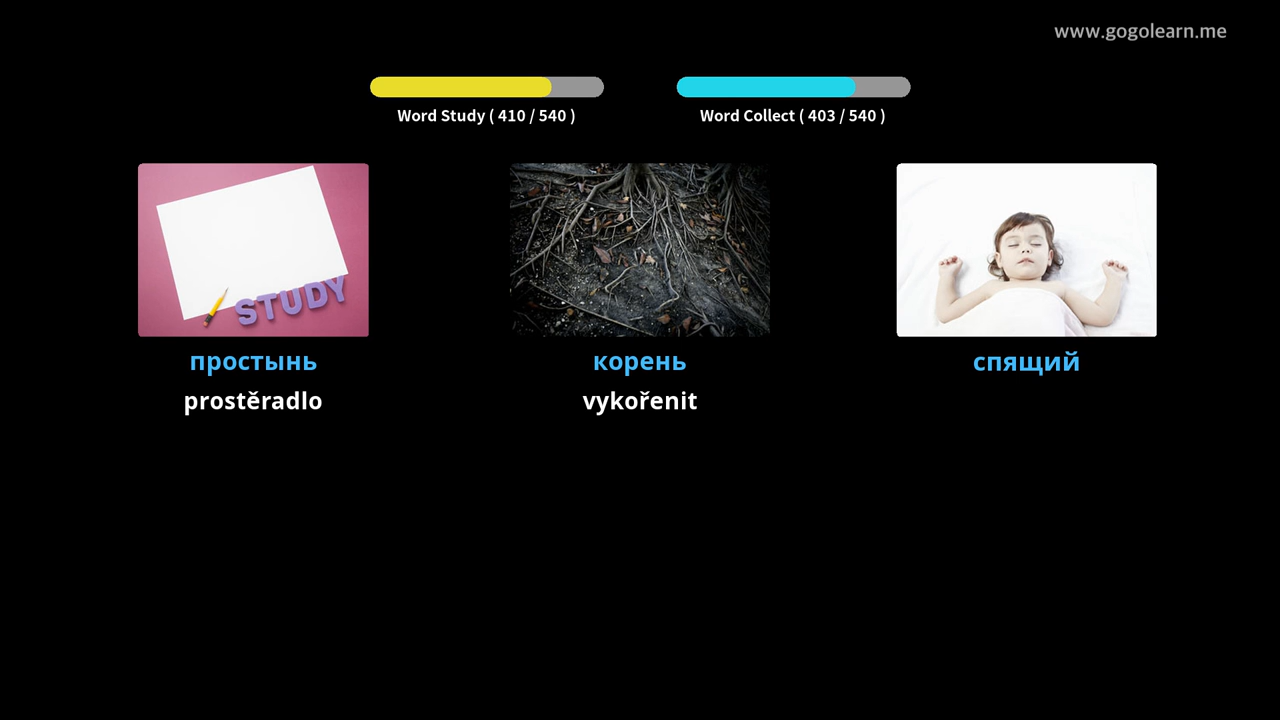 www.gogolearn.me
Word Study ( 410 / 540 )
Word Collect ( 403 / 540 )
STUDY
простынь
корень
спящий
prostěradlo
vykořenit